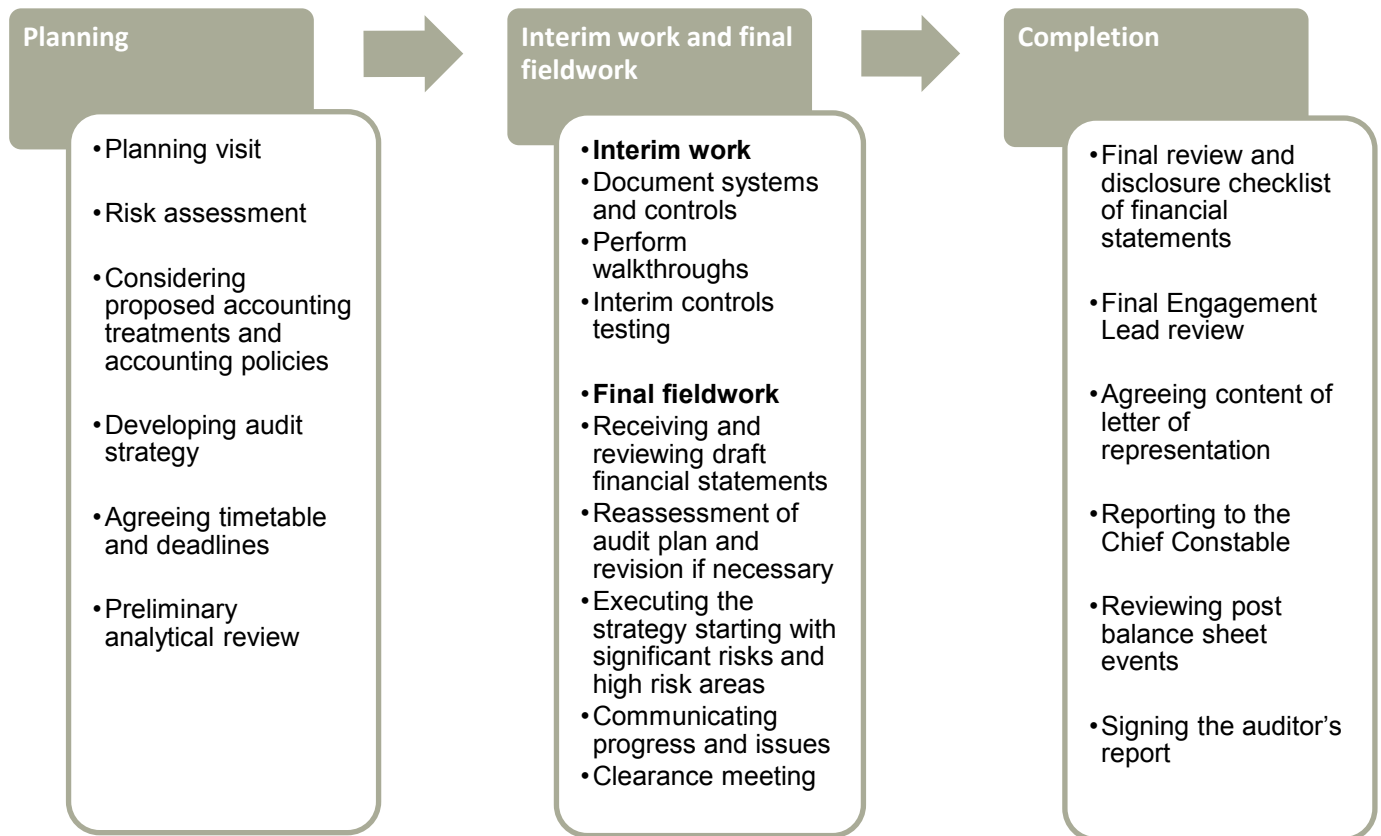 Planning
•Planning visit
•Risk assessment
•Considering
proposed accounting
treatments and
accounting policies
•Developing audit
strategy
•Agreeing timetable
and deadlines
•Preliminary
analytical review
Interim work and final
fieldwork
•Interim work
•Document systems
and controls
•Perform
walkthroughs
•Interim controls
testing
•Final fieldwork
•Receiving and
reviewing draft
financial statements
•Reassessment of
audit plan and
revision if necessary
•Executing the
strategy starting with
significant risks and
high risk areas
•Communicating
progress and issues
•Clearance meeting
Completion
•Final review and
disclosure checklist
of financial
statements
•Final Engagement
Lead review
•Agreeing content of
letter of
representation
•Reporting to the
Chief Constable
•Reviewing post
balance sheet
events
•Signing the auditor’s
report